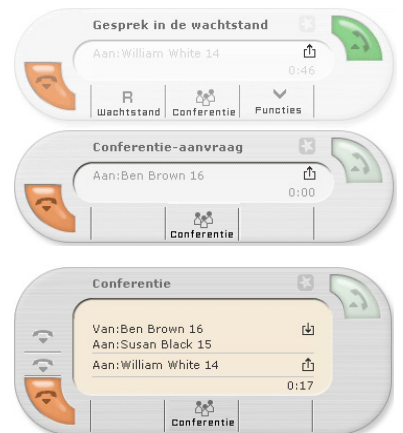 Gesprek in de wachtstand
Aan:William White 14
0:46
R
Wachtstand Conferentie Functies
Conferentie-aanvraag
Aan:Ben Brown 16
0:00
Conferentie
Conferentie
Van:Ben Brown 16
Aan:Susan Black 15
Aan:William White 14
0:17
Conferentie